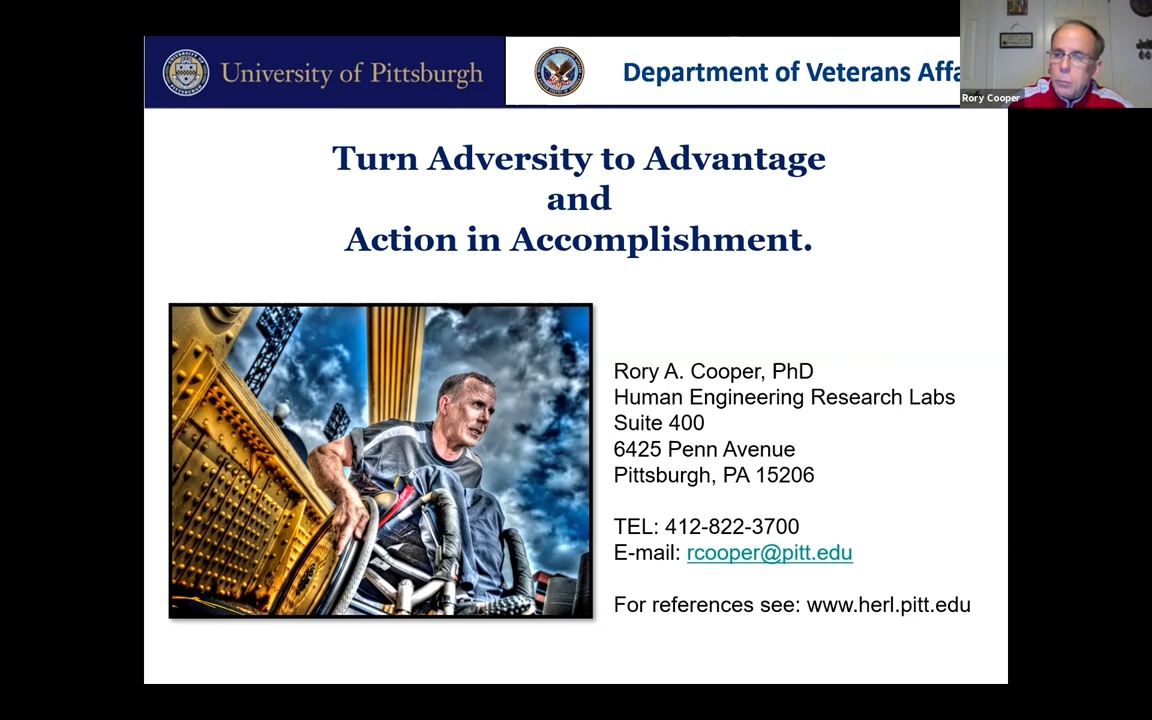 University of Pittsburgh
Department of Veterans Affa
Rory Cooper
Turn Adversity to Advantage
and
Action in Accomplishment.
Rory A. Cooper, PhD
Human Engineering Research Labs
Suite 400
6425 Penn Avenue
Pittsburgh, PA 15206
TEL: 412-822-3700
E-mail: rcooper@pitt.edu
For references see: www.herl.pitt.edu